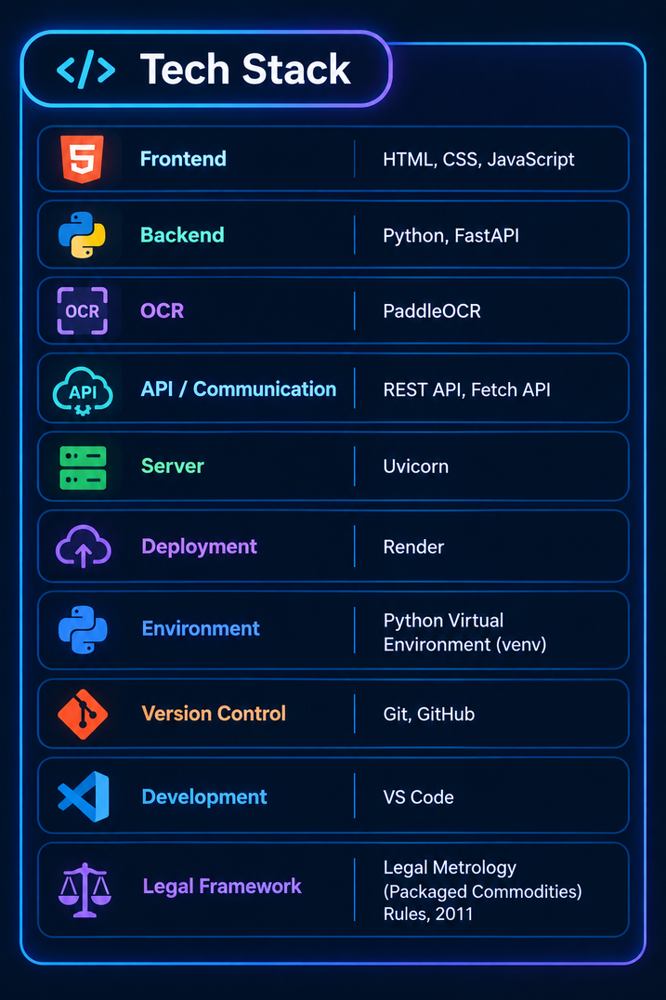 </> Tech Stack
5 Frontend HTML, CSS, JavaScript
Backend Python, FastAPI
OCR OCR PaddleOCR
API API / Communication REST API, Fetch API
Server Uvicorn
Deployment Render
Environment Python Virtual
Environment (venv)
Version Control Git, GitHub
Development VS Code
Legal Framework Legal Metrology
(Packaged Commodities)
Rules, 2011